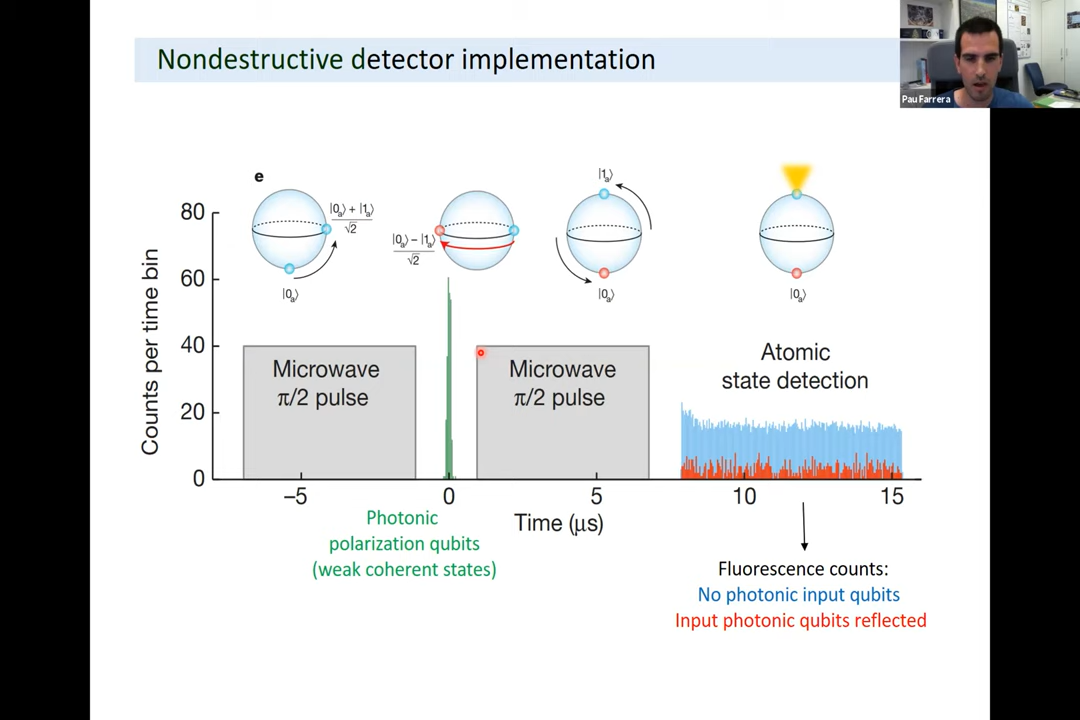 Nondestructive detector implementation
Pau Farrera
e
|0a⟩ + |1a⟩
√2
|0a⟩
|0a⟩ − |1a⟩
√2
|1a⟩
|0a⟩
|0a⟩
Counts per time bin
80
60
40
20
0
Microwave
π/2 pulse
Microwave
π/2 pulse
Atomic
state detection
−5
0
5
10
15
Time (μs)
Photonic
polarization qubits
(weak coherent states)
Fluorescence counts:
No photonic input qubits
Input photonic qubits reflected